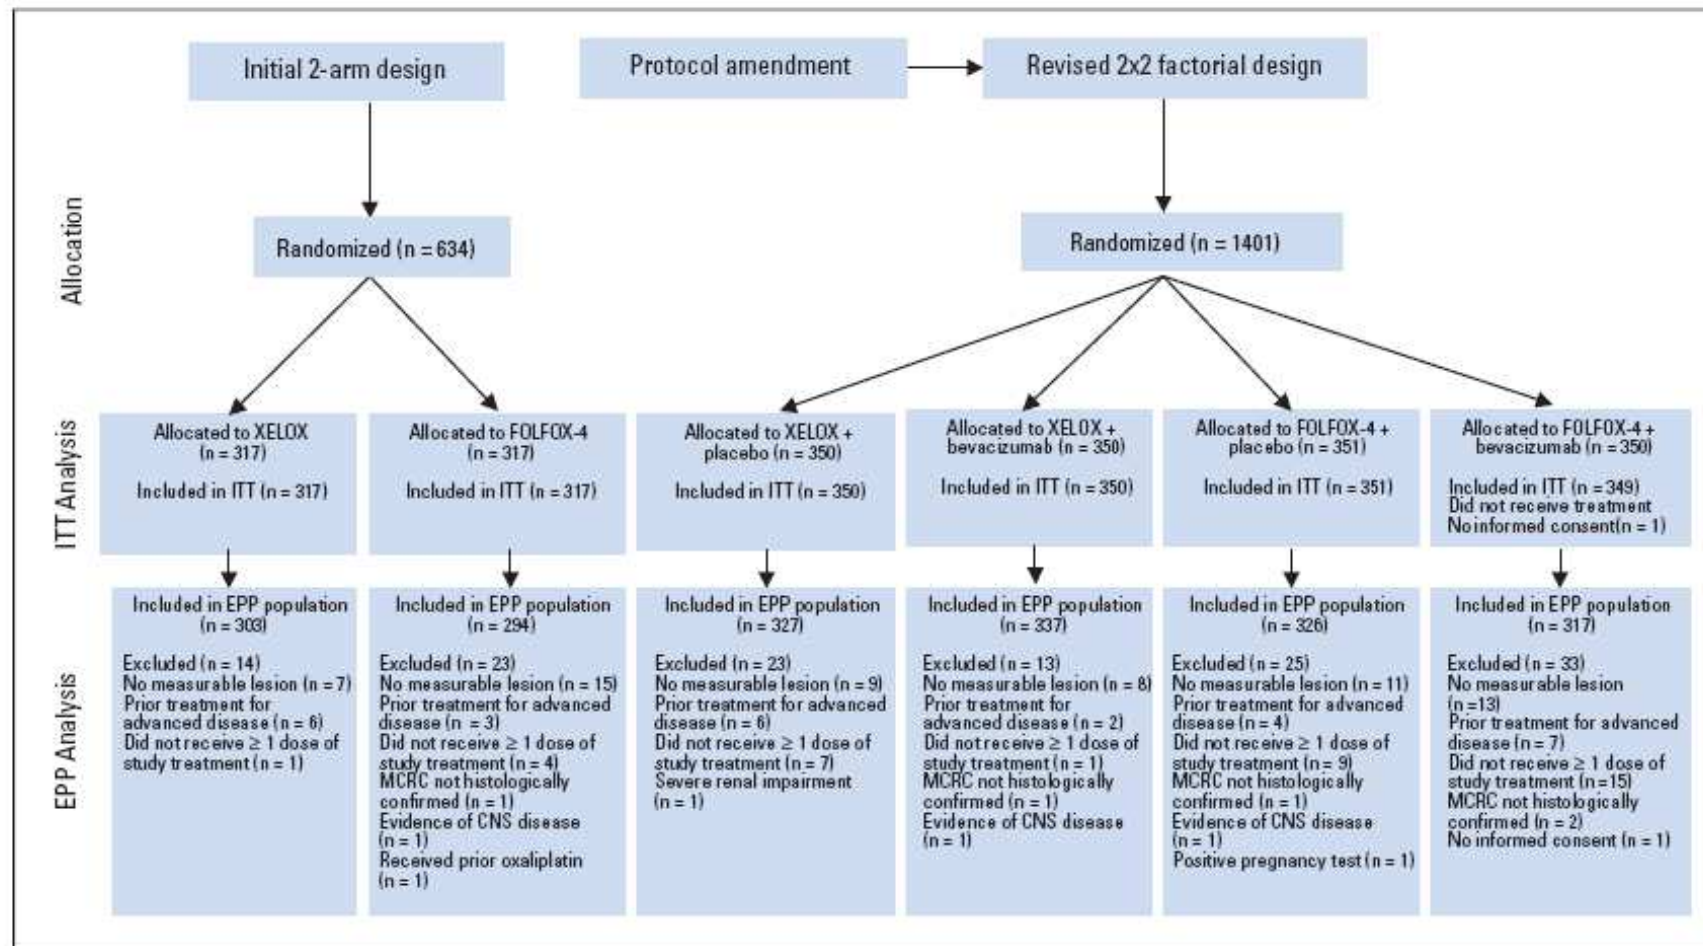 Initial 2-arm design
Protocol amendment
Revised 2x2 factorial design
Allocation
Randomized (n = 634)
Randomized (n = 1401)
ITT Analysis
Allocated to XELOX
(n = 317)
Included in ITT (n = 317)
Allocated to FOLFOX-4
(n = 317)
Included in ITT (n = 317)
Allocated to XELOX +
placebo (n = 350)
Included in ITT (n = 350)
Allocated to XELOX +
bevacizumab (n = 350)
Included in ITT (n = 350)
Allocated to FOLFOX-4 +
placebo (n = 351)
Included in ITT (n = 351)
Allocated to FOLFOX-4 +
bevacizumab (n = 350)
Included in ITT (n = 349)
Did not receive treatment
No informed consent(n = 1)
EPP Analysis
Included in EPP population
(n = 303)
Excluded (n = 14)
No measurable lesion (n = 7)
Prior treatment for
advanced disease (n = 6)
Did not receive ≥ 1 dose of
study treatment (n = 1)
Included in EPP population
(n = 294)
Excluded (n = 23)
No measurable lesion (n = 15)
Prior treatment for advanced
disease (n = 3)
Did not receive ≥ 1 dose of
study treatment (n = 4)
MCRC not histologically
confirmed (n = 1)
Evidence of CNS disease
(n = 1)
Received prior oxaliplatin
(n = 1)
Included in EPP population
(n = 327)
Excluded (n = 23)
No measurable lesion (n = 9)
Prior treatment for advanced
disease (n = 6)
Did not receive ≥ 1 dose of
study treatment (n = 7)
Severe renal impairment
(n = 1)
Included in EPP population
(n = 337)
Excluded (n = 13)
No measurable lesion (n = 8)
Prior treatment for
advanced disease (n = 2)
Did not receive ≥ 1 dose of
study treatment (n = 1)
MCRC not histologically
confirmed (n = 1)
Evidence of CNS disease
(n = 1)
Included in EPP population
(n = 326)
Excluded (n = 25)
No measurable lesion (n = 11)
Prior treatment for advanced
disease (n = 4)
Did not receive ≥ 1 dose of
study treatment (n = 9)
MCRC not histologically
confirmed (n = 1)
Evidence of CNS disease
(n = 1)
Positive pregnancy test (n = 1)
Included in EPP population
(n = 317)
Excluded (n = 33)
No measurable lesion
(n =13)
Prior treatment for advanced
disease (n = 7)
Did not receive ≥ 1 dose of
study treatment (n =15)
MCRC not histologically
confirmed (n = 2)
No informed consent (n = 1)